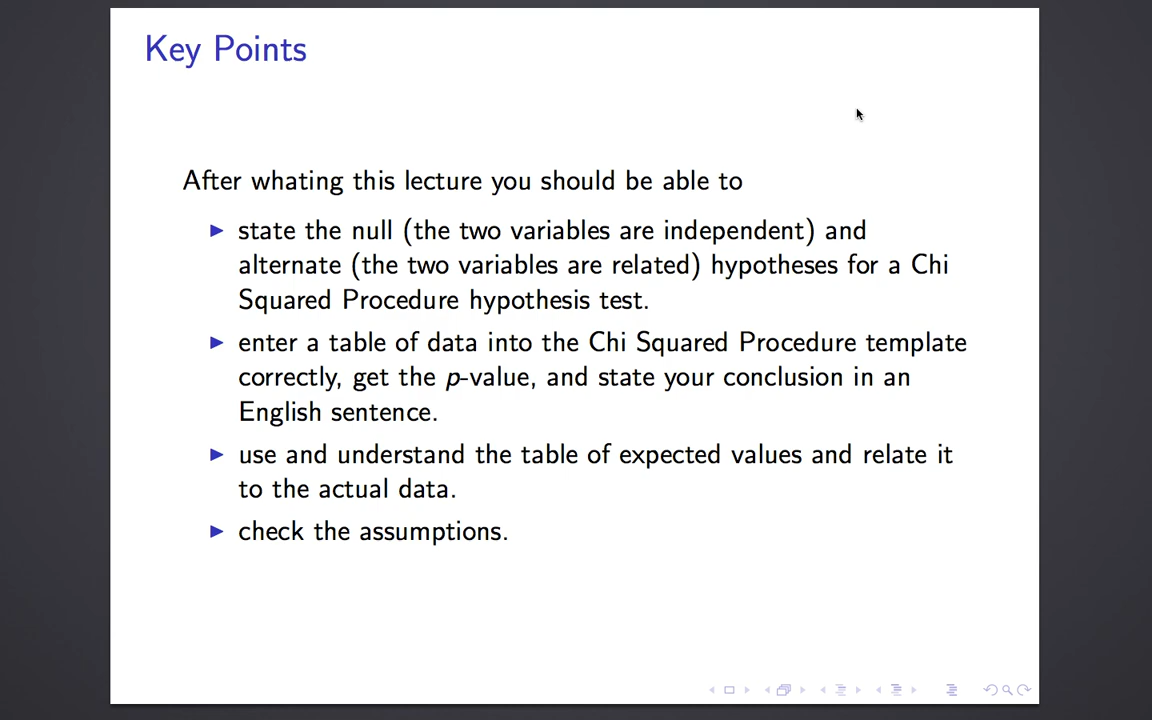 Key Points
After whating this lecture you should be able to
state the null (the two variables are independent) and
alternate (the two variables are related) hypotheses for a Chi
Squared Procedure hypothesis test.
enter a table of data into the Chi Squared Procedure template
correctly, get the p-value, and state your conclusion in an
English sentence.
use and understand the table of expected values and relate it
to the actual data.
check the assumptions.